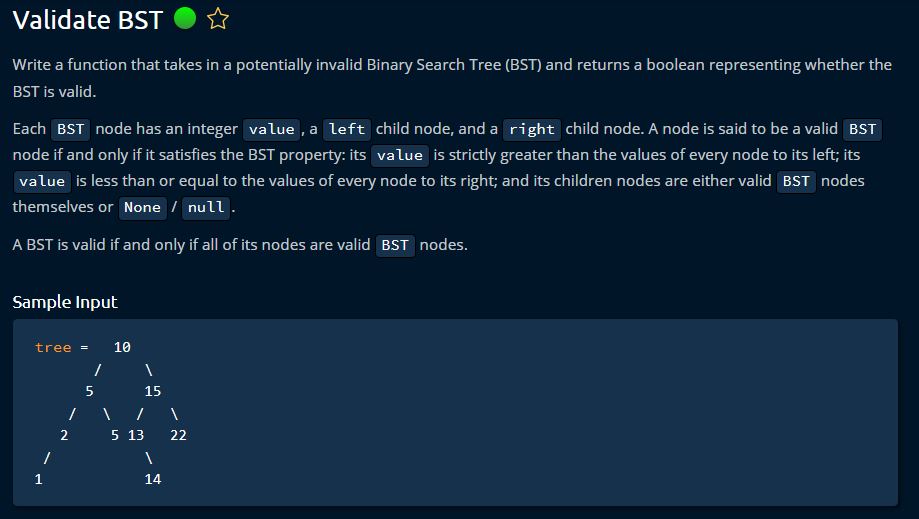 Validate BST
Write a function that takes in a potentially invalid Binary Search Tree (BST) and returns a boolean representing whether the
BST is valid.
Each BST node has an integer value, a left child node, and a right child node. A node is said to be a valid BST
node if and only if it satisfies the BST property: its value is strictly greater than the values of every node to its left; its
value is less than or equal to the values of every node to its right; and its children nodes are either valid BST nodes
themselves or None / null.
A BST is valid if and only if all of its nodes are valid BST nodes.
Sample Input
tree =   10
       /     \
      5      15
    /   \   /   \
   2     5 13   22
 /           \
1            14